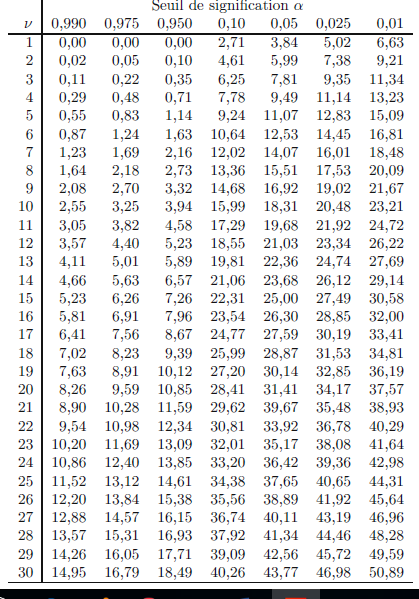 Seuil de signification α
ν 0,990 0,975 0,950 0,10 0,05 0,025 0,01
1 0,00 0,00 0,00 2,71 3,84 5,02 6,63
2 0,02 0,05 0,10 4,61 5,99 7,38 9,21
3 0,11 0,22 0,35 6,25 7,81 9,35 11,34
4 0,29 0,48 0,71 7,78 9,49 11,14 13,23
5 0,55 0,83 1,14 9,24 11,07 12,83 15,09
6 0,87 1,24 1,63 10,64 12,53 14,45 16,81
7 1,23 1,69 2,16 12,02 14,07 16,01 18,48
8 1,64 2,18 2,73 13,36 15,51 17,53 20,09
9 2,08 2,70 3,32 14,68 16,92 19,02 21,67
10 2,55 3,25 3,94 15,99 18,31 20,48 23,21
11 3,05 3,82 4,58 17,29 19,68 21,92 24,72
12 3,57 4,40 5,23 18,55 21,03 23,34 26,22
13 4,11 5,01 5,89 19,81 22,36 24,74 27,69
14 4,66 5,63 6,57 21,06 23,68 26,12 29,14
15 5,23 6,26 7,26 22,31 25,00 27,49 30,58
16 5,81 6,91 7,96 23,54 26,30 28,85 32,00
17 6,41 7,56 8,67 24,77 27,59 30,19 33,41
18 7,02 8,23 9,39 25,99 28,87 31,53 34,81
19 7,63 8,91 10,12 27,20 30,14 32,85 36,19
20 8,26 9,59 10,85 28,41 31,41 34,17 37,57
21 8,90 10,28 11,59 29,62 39,67 35,48 38,93
22 9,54 10,98 12,34 30,81 33,92 36,78 40,29
23 10,20 11,69 13,09 32,01 35,17 38,08 41,64
24 10,86 12,40 13,85 33,20 36,42 39,36 42,98
25 11,52 13,12 14,61 34,38 37,65 40,65 44,31
26 12,20 13,84 15,38 35,56 38,89 41,92 45,64
27 12,88 14,57 16,15 36,74 40,11 43,19 46,96
28 13,57 15,31 16,93 37,92 41,34 44,46 48,28
29 14,26 16,05 17,71 39,09 42,56 45,72 49,59
30 14,95 16,79 18,49 40,26 43,77 46,98 50,89